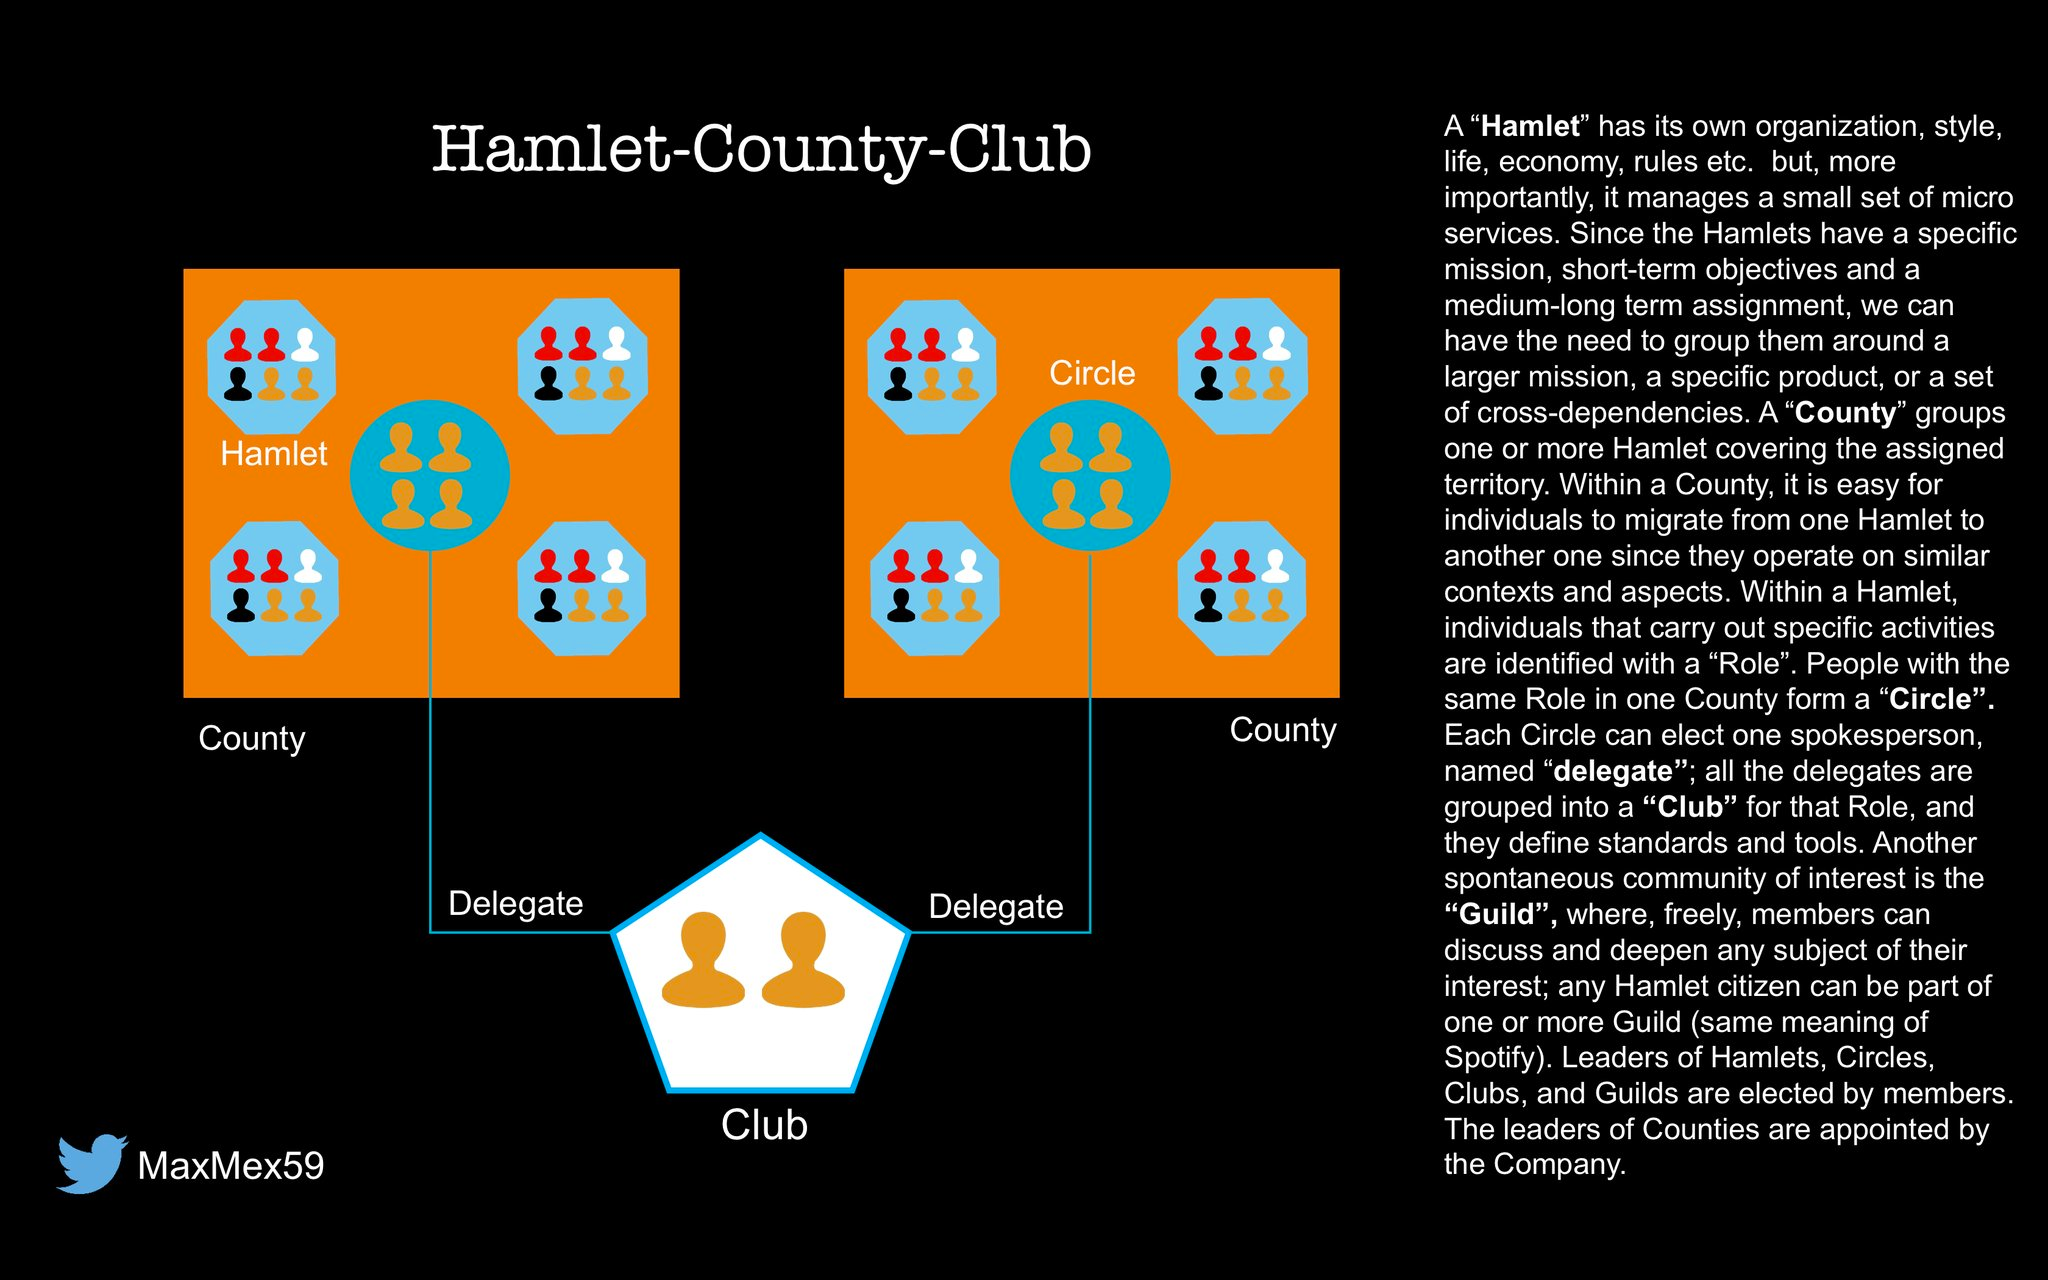 Hamlet-County-Club
Hamlet
Circle
County
County
Delegate
Delegate
Club
MaxMex59
A “Hamlet” has its own organization, style,
life, economy, rules etc.  but, more
importantly, it manages a small set of micro
services. Since the Hamlets have a specific
mission, short-term objectives and a
medium-long term assignment, we can
have the need to group them around a
larger mission, a specific product, or a set
of cross-dependencies. A “County” groups
one or more Hamlet covering the assigned
territory. Within a County, it is easy for
individuals to migrate from one Hamlet to
another one since they operate on similar
contexts and aspects. Within a Hamlet,
individuals that carry out specific activities
are identified with a “Role”. People with the
same Role in one County form a “Circle”.
Each Circle can elect one spokesperson,
named “delegate”; all the delegates are
grouped into a “Club” for that Role, and
they define standards and tools. Another
spontaneous community of interest is the
“Guild”, where, freely, members can
discuss and deepen any subject of their
interest; any Hamlet citizen can be part of
one or more Guild (same meaning of
Spotify). Leaders of Hamlets, Circles,
Clubs, and Guilds are elected by members.
The leaders of Counties are appointed by
the Company.